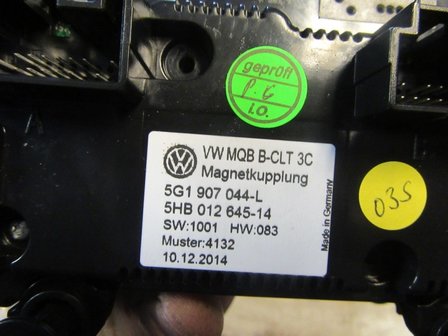 geprüft
P. G
i.O.
VW MQB B-CLT 3C
Magnetkupplung
5G1 907 044-L
5HB 012 645-14
SW:1001 HW:083
Muster:4132
10.12.2014
Made in Germany
035